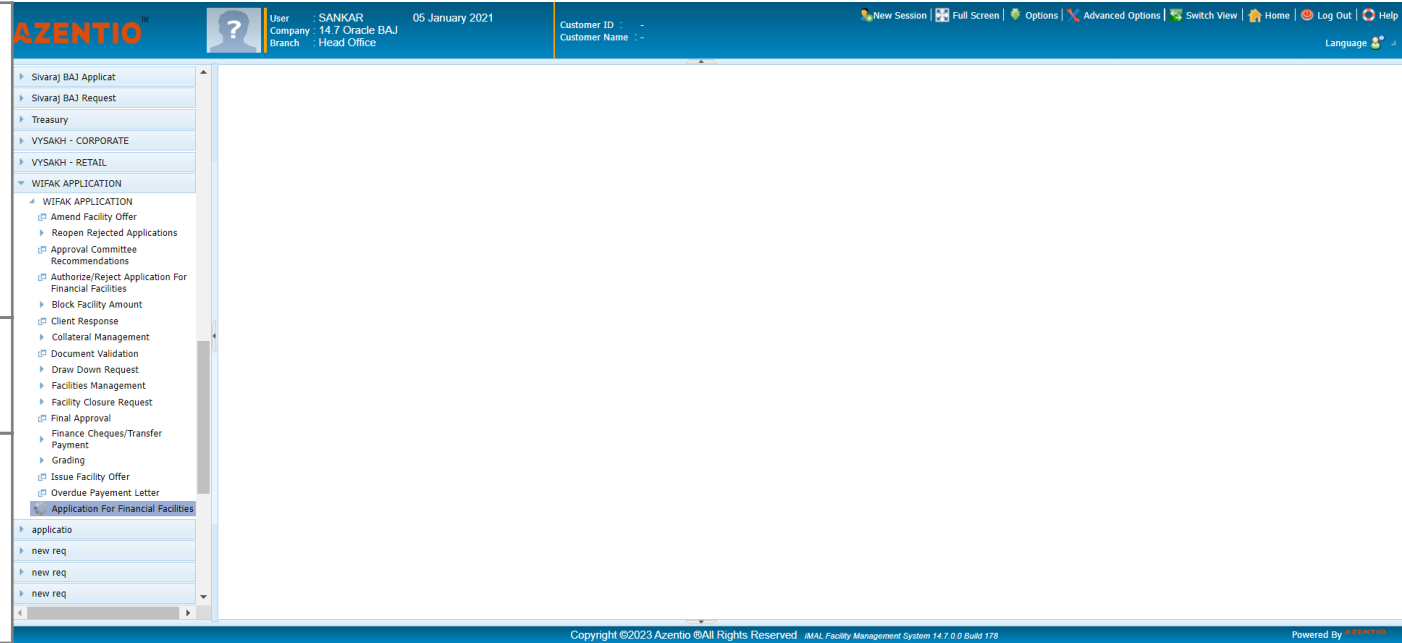 AZENTIO™
User : SANKAR 05 January 2021
Company : 14.7 Oracle BAJ
Branch : Head Office
Customer ID : -
Customer Name : -
New Session | Full Screen | Options | Advanced Options | Switch View | Home | Log Out | Help
Language
Sivaraj BAJ Applicat
Sivaraj BAJ Request
Treasury
VYSAKH - CORPORATE
VYSAKH - RETAIL
WIFAK APPLICATION
WIFAK APPLICATION
Amend Facility Offer
Reopen Rejected Applications
Approval Committee
Recommendations
Authorize/Reject Application For
Financial Facilities
Block Facility Amount
Client Response
Collateral Management
Document Validation
Draw Down Request
Facilities Management
Facility Closure Request
Final Approval
Finance Cheques/Transfer
Payment
Grading
Issue Facility Offer
Overdue Payement Letter
Application For Financial Facilities
applicatio
new req
new req
new req
Copyright ©2023 Azentio ®All Rights Reserved iMAL Facility Management System 14.7.0.0 Build 178
Powered By AZENTIO